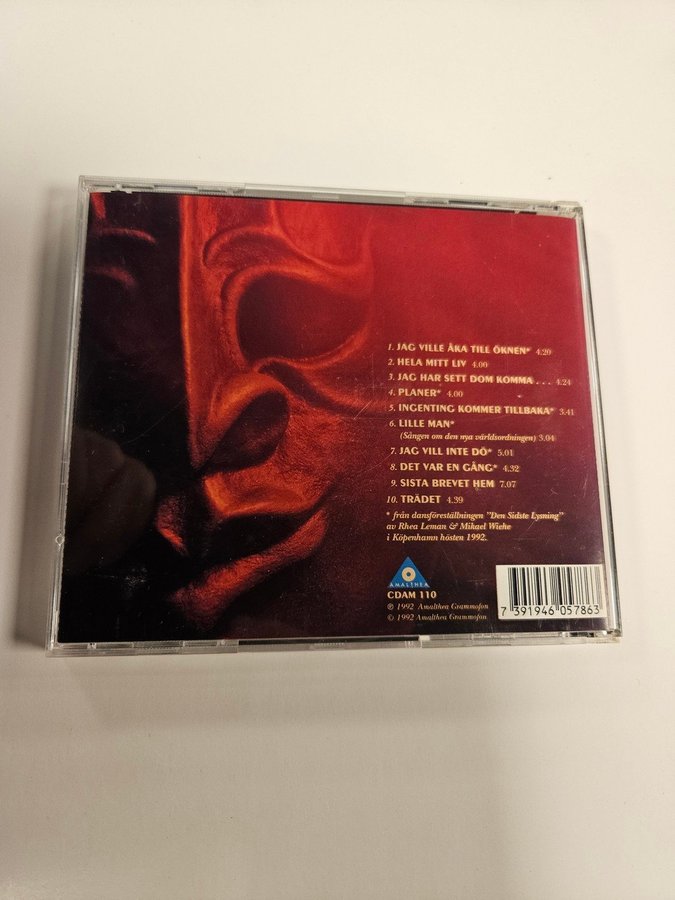 1. JAG VILLE ÅKA TILL ÖKNEN* 4.20
2. HELA MITT LIV 4.00
3. JAG HAR SETT DOM KOMMA . . . 4.24
4. PLANER* 4.00
5. INGENTING KOMMER TILLBAKA* 3.41
6. LILLE MAN*
(Sången om den nya världsordningen) 3.04
7. JAG VILL INTE DÖ* 5.01
8. DET VAR EN GÅNG* 4.32
9. SISTA BREVET HEM 7.07
10. TRÄDET 4.39
* från dansföreställningen "Den Sidste Lysning"
av Rhea Leman & Mikael Wiehe
i Köpenhamn hösten 1992.
AMALTHEA
CDAM 110
℗ 1992 Amalthea Grammofon
© 1992 Amalthea Grammofon
7 391946 057863